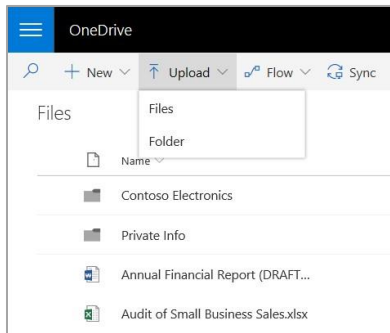 OneDrive
New Upload Flow Sync
Files
Files
Folder
Name
Contoso Electronics
Private Info
Annual Financial Report (DRAFT...
Audit of Small Business Sales.xlsx